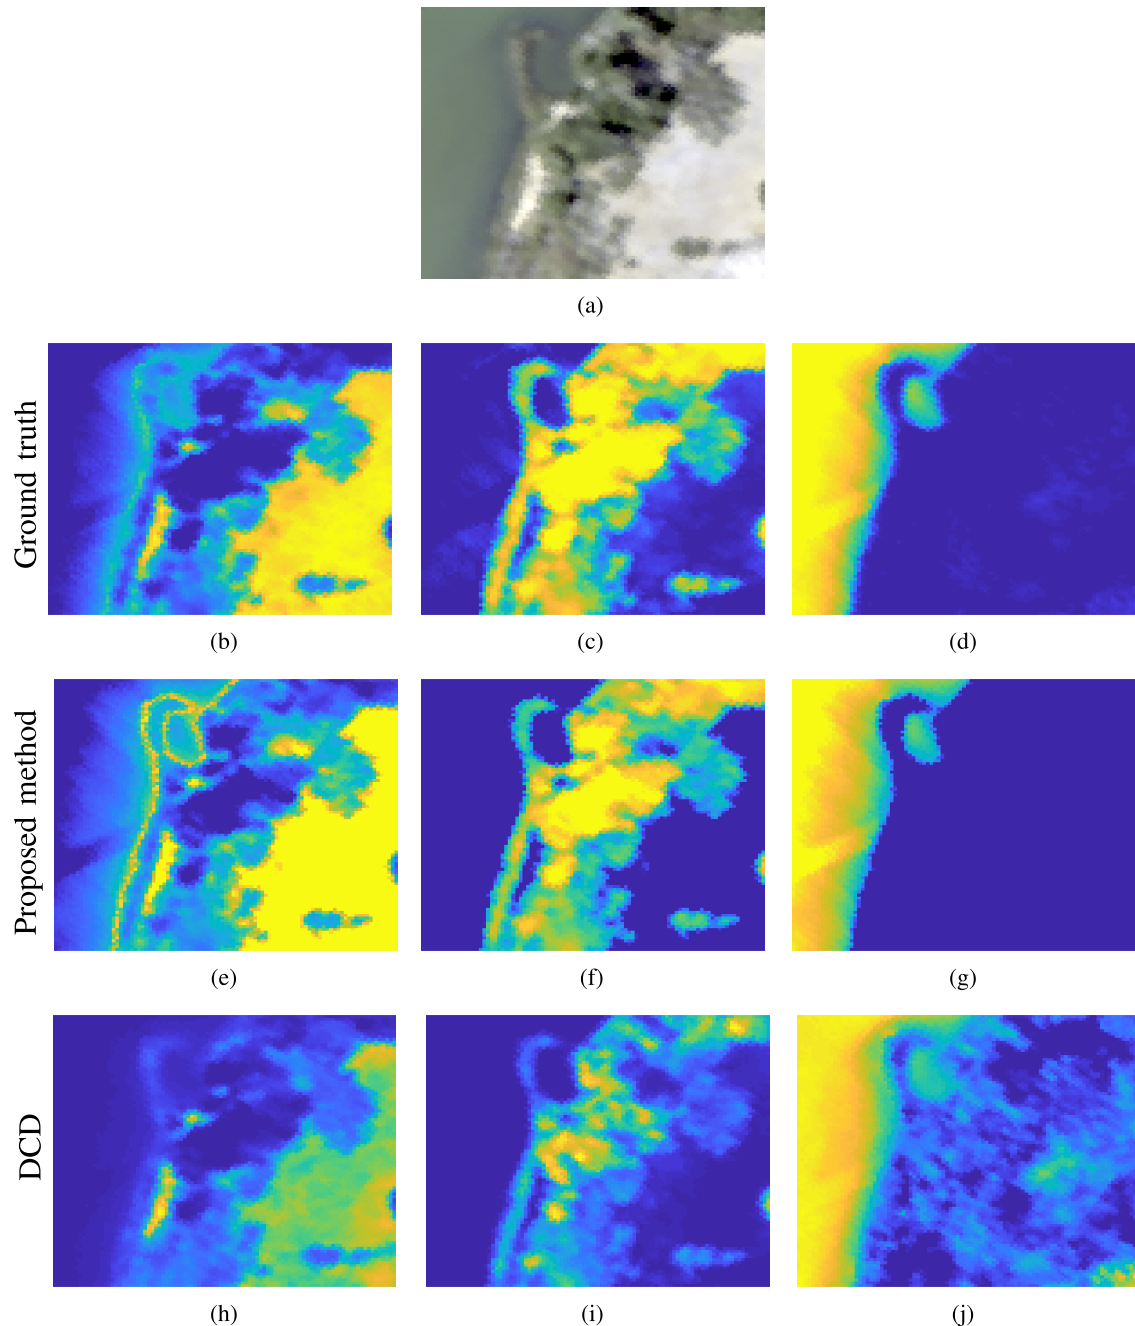 (a)
Ground truth
(b)
(c)
(d)
Proposed method
(e)
(f)
(g)
DCD
(h)
(i)
(j)